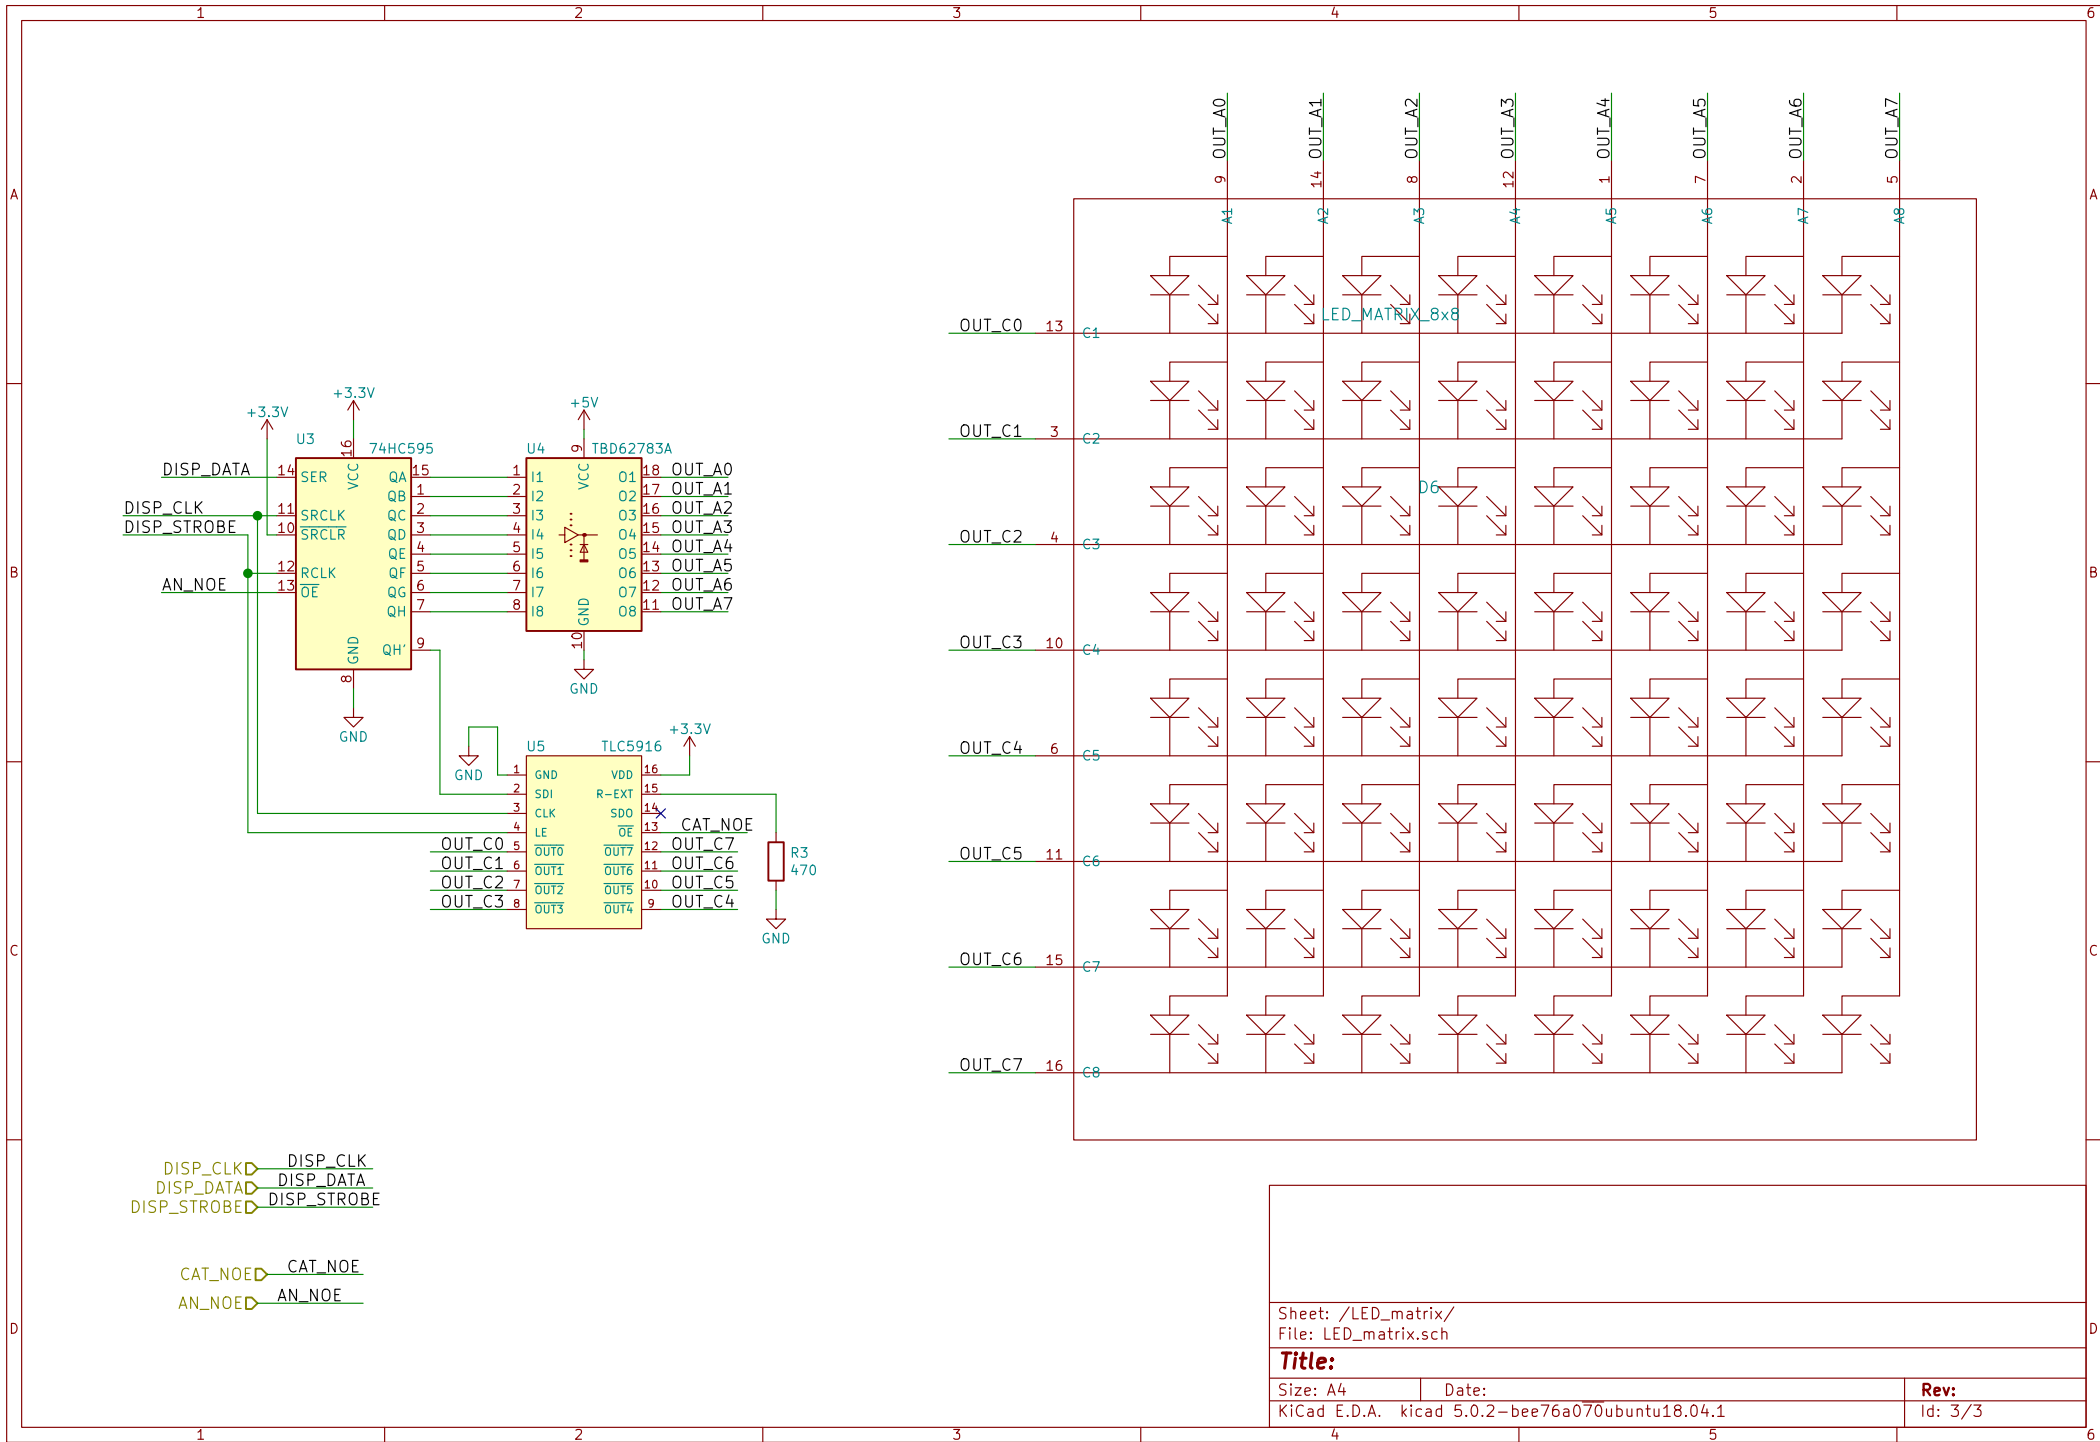 1 2 3 4 5 6
A A
B B
C C
D D
OUT_A0 OUT_A1 OUT_A2 OUT_A3 OUT_A4 OUT_A5 OUT_A6 OUT_A7
9 14 8 12 1 7 2 5
A1 A2 A3 A4 A5 A6 A7 A8
LED_MATRIX_8x8
D6
OUT_C0 13 C1
OUT_C1 3 C2
OUT_C2 4 C3
OUT_C3 10 C4
OUT_C4 6 C5
OUT_C5 11 C6
OUT_C6 15 C7
OUT_C7 16 C8
+3.3V
+3.3V
U3 74HC595
16 VCC
DISP_DATA 14 SER QA 15
QB 1
DISP_CLK 11 SRCLK QC 2
DISP_STROBE 10 SRCLR QD 3
QE 4
12 RCLK QF 5
AN_NOE 13 OE QG 6
QH 7
QH' 9
GND 8
GND
+5V
U4 TBD62783A
9 VCC
1 I1 O1 18 OUT_A0
2 I2 O2 17 OUT_A1
3 I3 O3 16 OUT_A2
4 I4 O4 15 OUT_A3
5 I5 O5 14 OUT_A4
6 I6 O6 13 OUT_A5
7 I7 O7 12 OUT_A6
8 I8 O8 11 OUT_A7
GND 10
GND
+3.3V
U5 TLC5916
GND
1 GND VDD 16
2 SDI R-EXT 15
3 CLK SDO 14
4 LE OE 13 CAT_NOE
OUT_C0 5 OUT0 OUT7 12 OUT_C7
OUT_C1 6 OUT1 OUT6 11 OUT_C6
OUT_C2 7 OUT2 OUT5 10 OUT_C5
OUT_C3 8 OUT3 OUT4 9 OUT_C4
R3
470
GND
DISP_CLK DISP_CLK
DISP_DATA DISP_DATA
DISP_STROBE DISP_STROBE
CAT_NOE CAT_NOE
AN_NOE AN_NOE
Sheet: /LED_matrix/
File: LED_matrix.sch
Title:
Size: A4 Date: Rev:
KiCad E.D.A. kicad 5.0.2-bee76a070ubuntu18.04.1 Id: 3/3
1 2 3 4 5 6